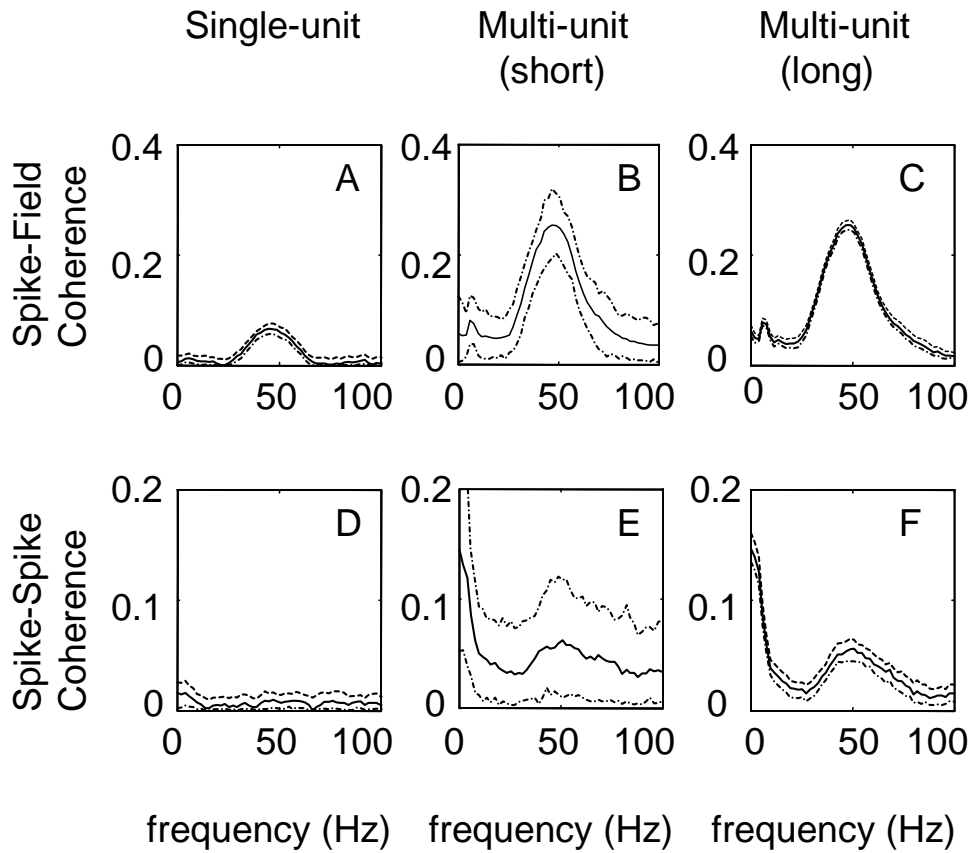 Single-unit
Multi-unit
(short)
Multi-unit
(long)
Spike-Field
Coherence
0.4
0.2
0
A
0
50
100
0.4
0.2
0
B
0
50
100
0.4
0.2
0
C
0
50
100
Spike-Spike
Coherence
0.2
0.1
0
D
0
50
100
0.2
0.1
0
E
0
50
100
0.2
0.1
0
F
0
50
100
frequency (Hz)
frequency (Hz)
frequency (Hz)